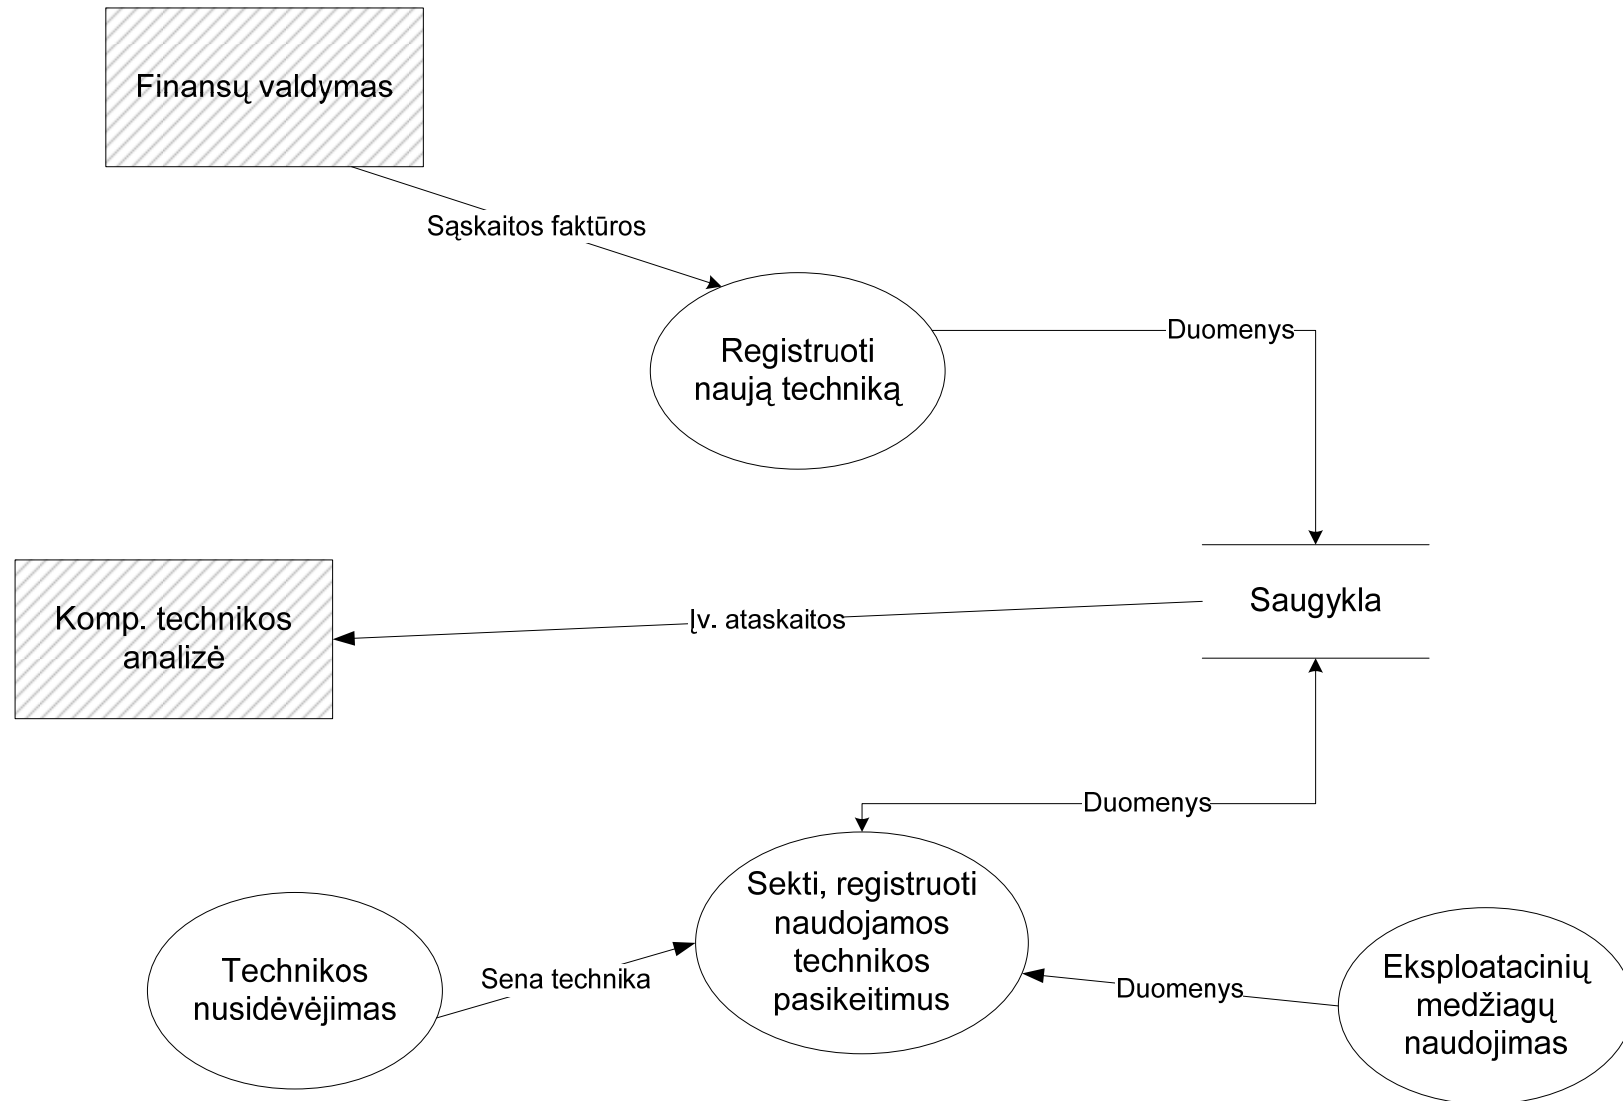 Finansų valdymas
Sąskaitos faktūros
Registruoti
naują techniką
Duomenys
Saugykla
Įv. ataskaitos
Komp. technikos
analizė
Duomenys
Sekti, registruoti
naudojamos
technikos
pasikeitimus
Technikos
nusidėvėjimas
Sena technika
Duomenys
Eksploatacinių
medžiagų
naudojimas